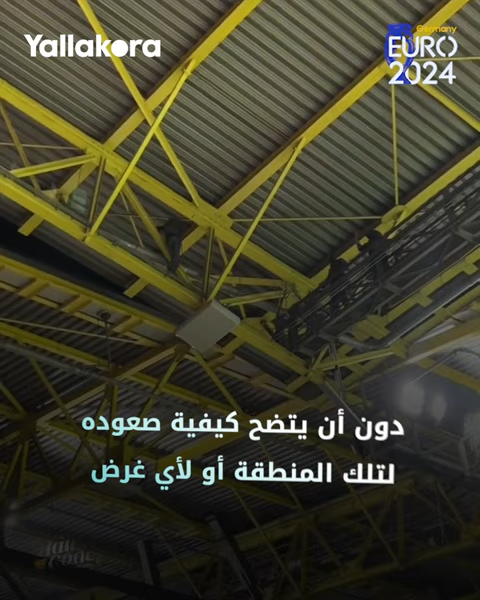 Yallakora
Germany
EURO
2024
دون أن يتضح كيفية صعوده
لتلك المنطقة أو لأي غرض